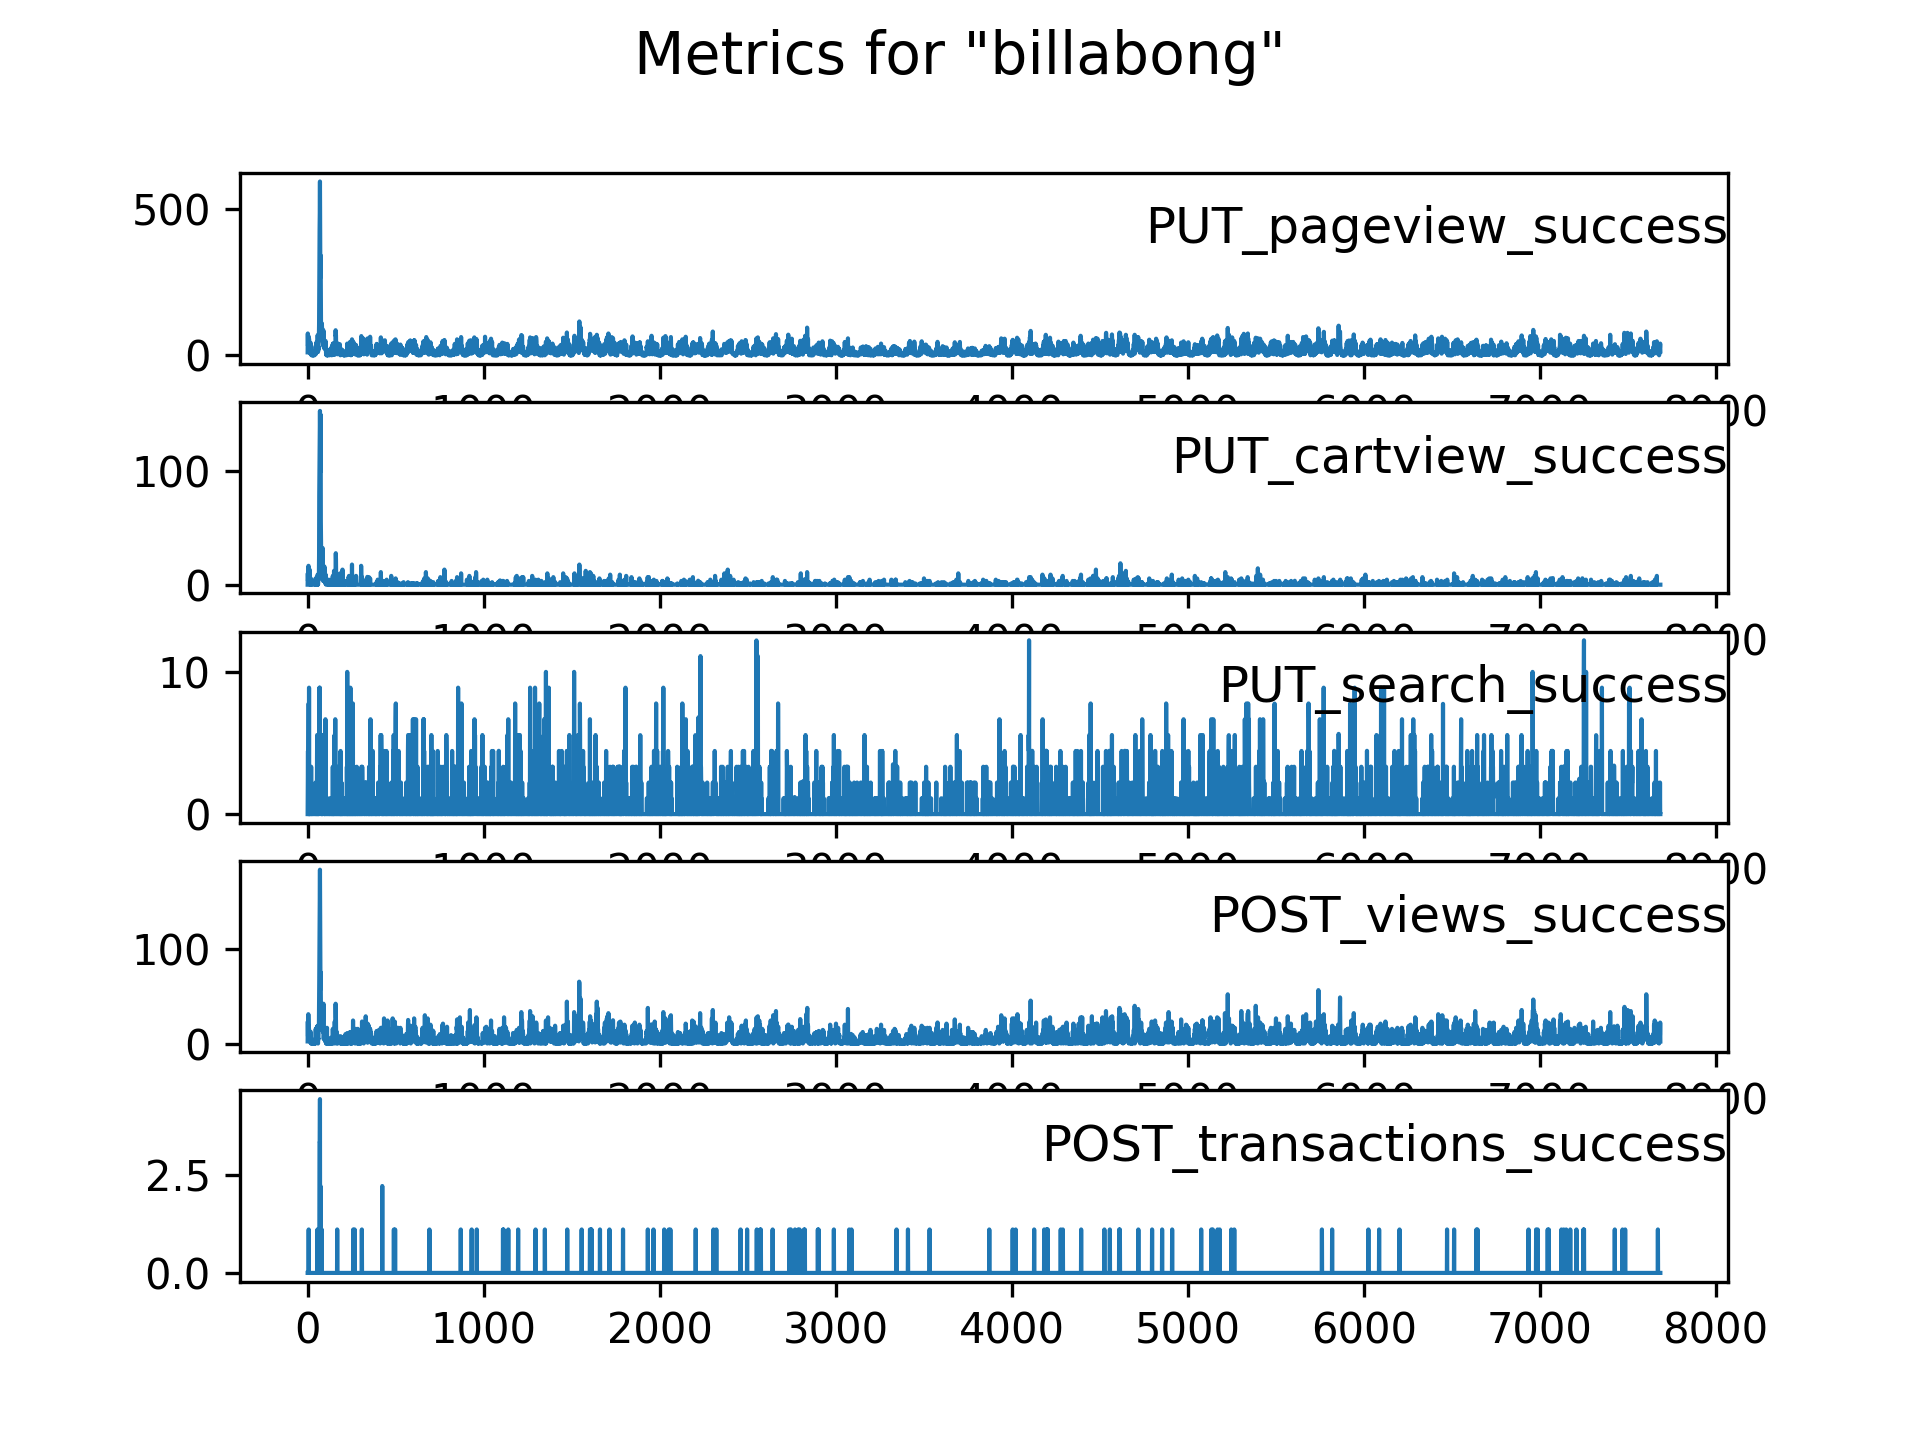 Metrics for "billabong"
500
0
PUT_pageview_success
100
0
PUT_cartview_success
10
0
PUT_search_success
100
0
POST_views_success
2.5
0.0
POST_transactions_success
0 1000 2000 3000 4000 5000 6000 7000 8000